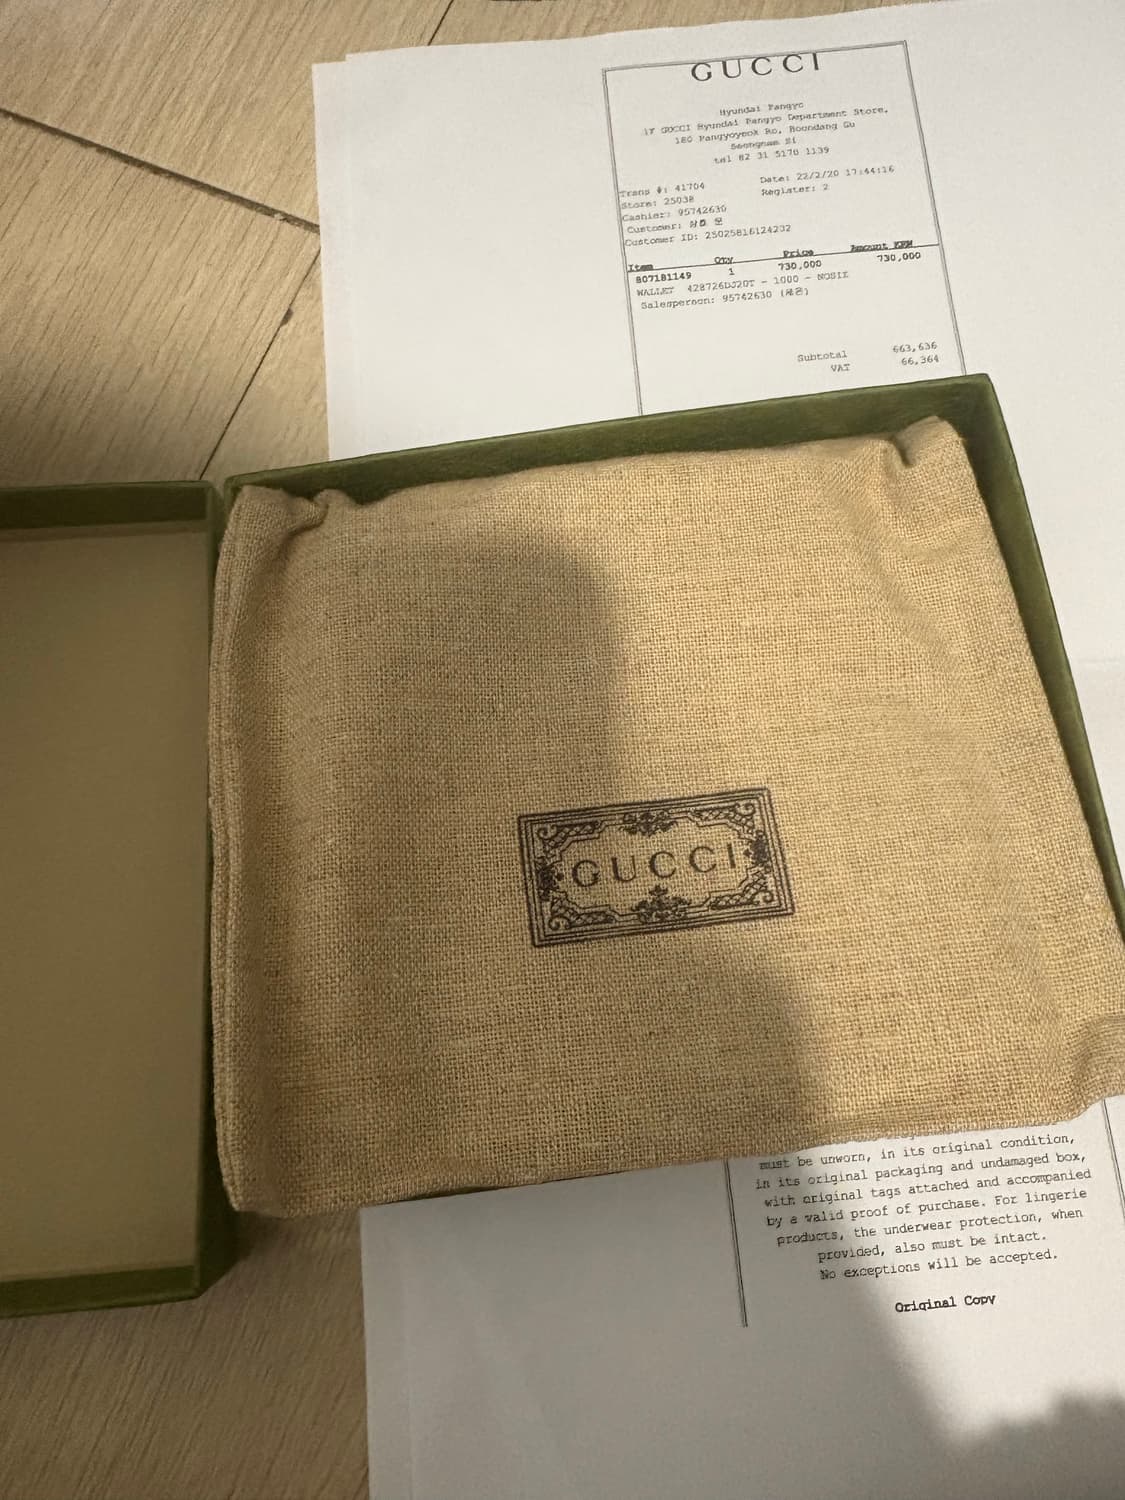 GUCCI
Hyundai Pangyo
1F GUCCI Hyundai Pangyo Department Store,
180 Pangyoyeok Ro, Boondang Gu
Seongnam Si
tel 82 31 5170 1139
Trans #: 41704
Date: 22/2/20 17:44:16
Store: 25038
Register: 2
Cashier: 95742630
Customer:
Customer ID: 25025816124232
Item Qty Price Amount KRW
807181149 1 730,000 730,000
WALLET 428726DJ20T - 1000 - NOSIZ
Salesperson: 95742630
Subtotal 663,636
VAT 66,364
GUCCI
must be unworn, in its original condition,
in its original packaging and undamaged box,
with original tags attached and accompanied
by a valid proof of purchase. For lingerie
products, the underwear protection, when
provided, also must be intact.
No exceptions will be accepted.
Original Copy